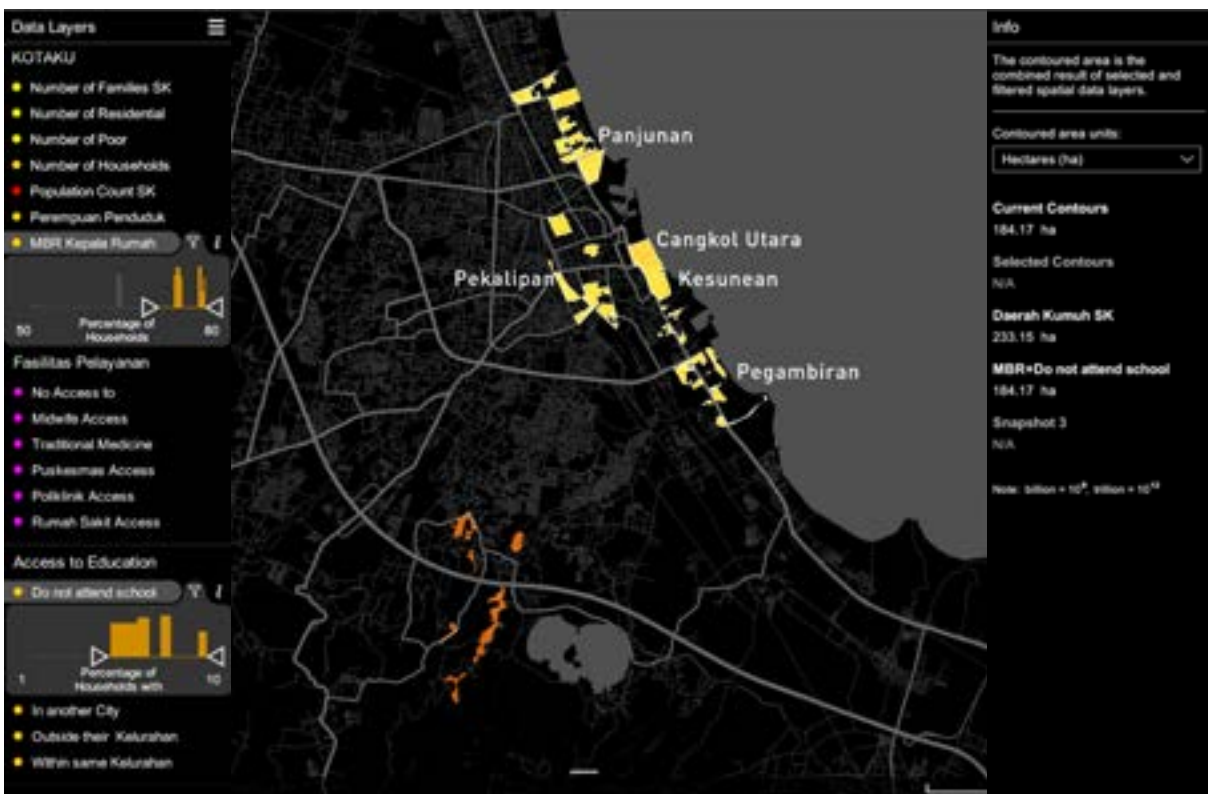 Data Layers
KOTAKU
Number of Families SK
Number of Residential
Number of Poor
Number of Households
Population Count SK
Perempuan Penduduk
MBR Kepala Rumah
50
Percentage of
Households
80
Fasilitas Pelayanan
No Access to
Midwife Access
Traditional Medicine
Puskesmas Access
Poliklinik Access
Rumah Sakit Access
Access to Education
Do not attend school
1
Percentage of
Households with
10
In another City
Outside their Kelurahan
Within same Kelurahan
Panjunan
Cangkol Utara
Pekalipan
Kesunean
Pegambiran
Info
The contoured area is the
combined result of selected and
filtered spatial data layers.
Contoured area units:
Hectares (ha)
Current Contours
184.17 ha
Selected Contours
N/A
Daerah Kumuh SK
233.15 ha
MBR+Do not attend school
184.17 ha
Snapshot 3
N/A
Note: billion = 10⁹, trillion = 10¹²